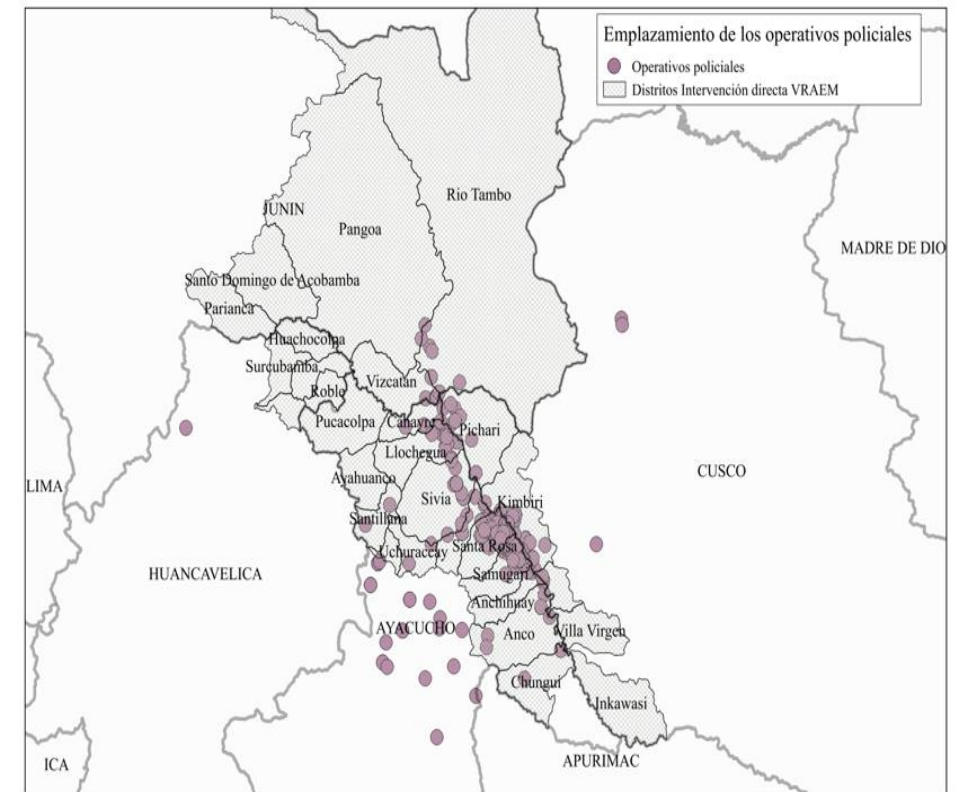 Emplazamiento de los operativos policiales
Operativos policiales
Distritos Intervención directa VRAEM
Rio Tambo
JUNIN
Pangoa
MADRE DE DIO
Santo Domingo de Acobamba
Parianca
Huachocolpa
Surcubamba
Vizcatán
Roble
Pucacolpa
Canayre
Pichari
Llochegua
CUSCO
Ayahuanco
LIMA
Sivia
Kimbiri
Santillana
Uchuraccay
Santa Rosa
HUANCAVELICA
Samugari
Anchihuay
AYACUCHO
Anco
Villa Virgen
Chungui
Inkawasi
ICA
APURIMAC